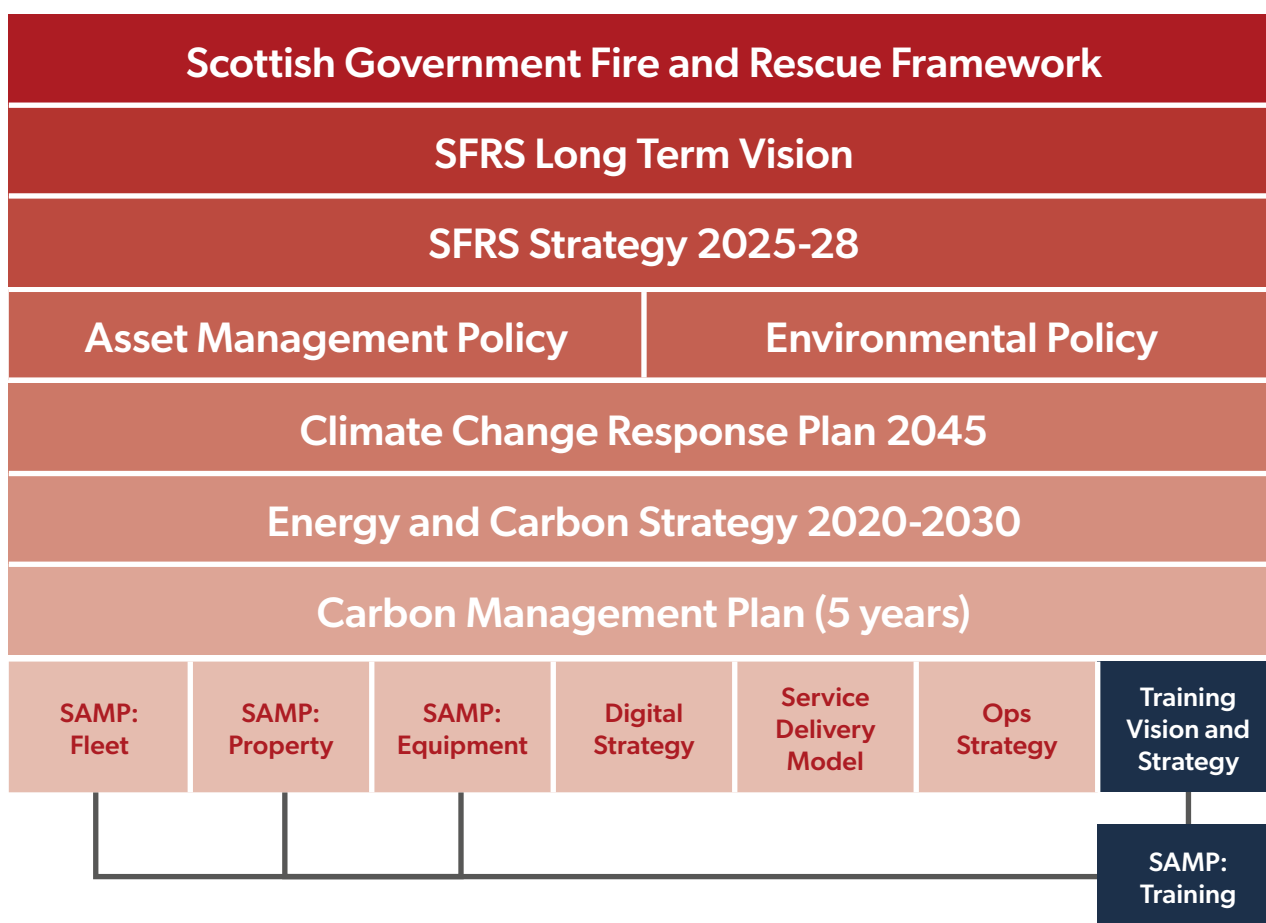 Scottish Government Fire and Rescue Framework
SFRS Long Term Vision
SFRS Strategy 2025-28
Asset Management Policy
Environmental Policy
Climate Change Response Plan 2045
Energy and Carbon Strategy 2020-2030
Carbon Management Plan (5 years)
SAMP:
Fleet
SAMP:
Property
SAMP:
Equipment
Digital
Strategy
Service
Delivery
Model
Ops
Strategy
Training
Vision and
Strategy
SAMP:
Training